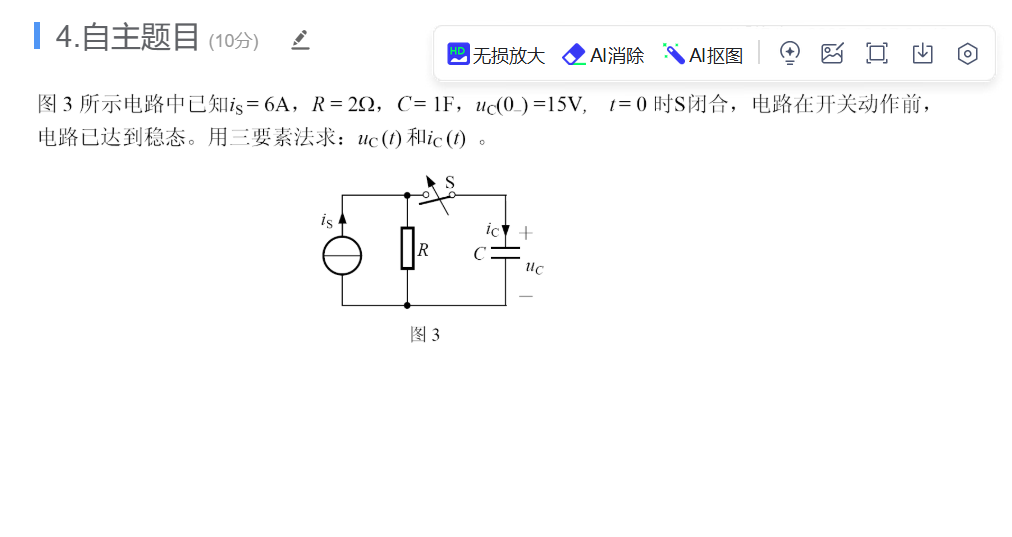 4.自主题目 (10分)
HD 无损放大 AI消除 AI抠图
图 3 所示电路中已知iS = 6A，R = 2Ω，C = 1F，uC(0_) =15V, t = 0 时S闭合，电路在开关动作前，
电路已达到稳态。用三要素法求：uC (t) 和iC (t) 。
S
iS
iC +
R C
uC
−
图 3